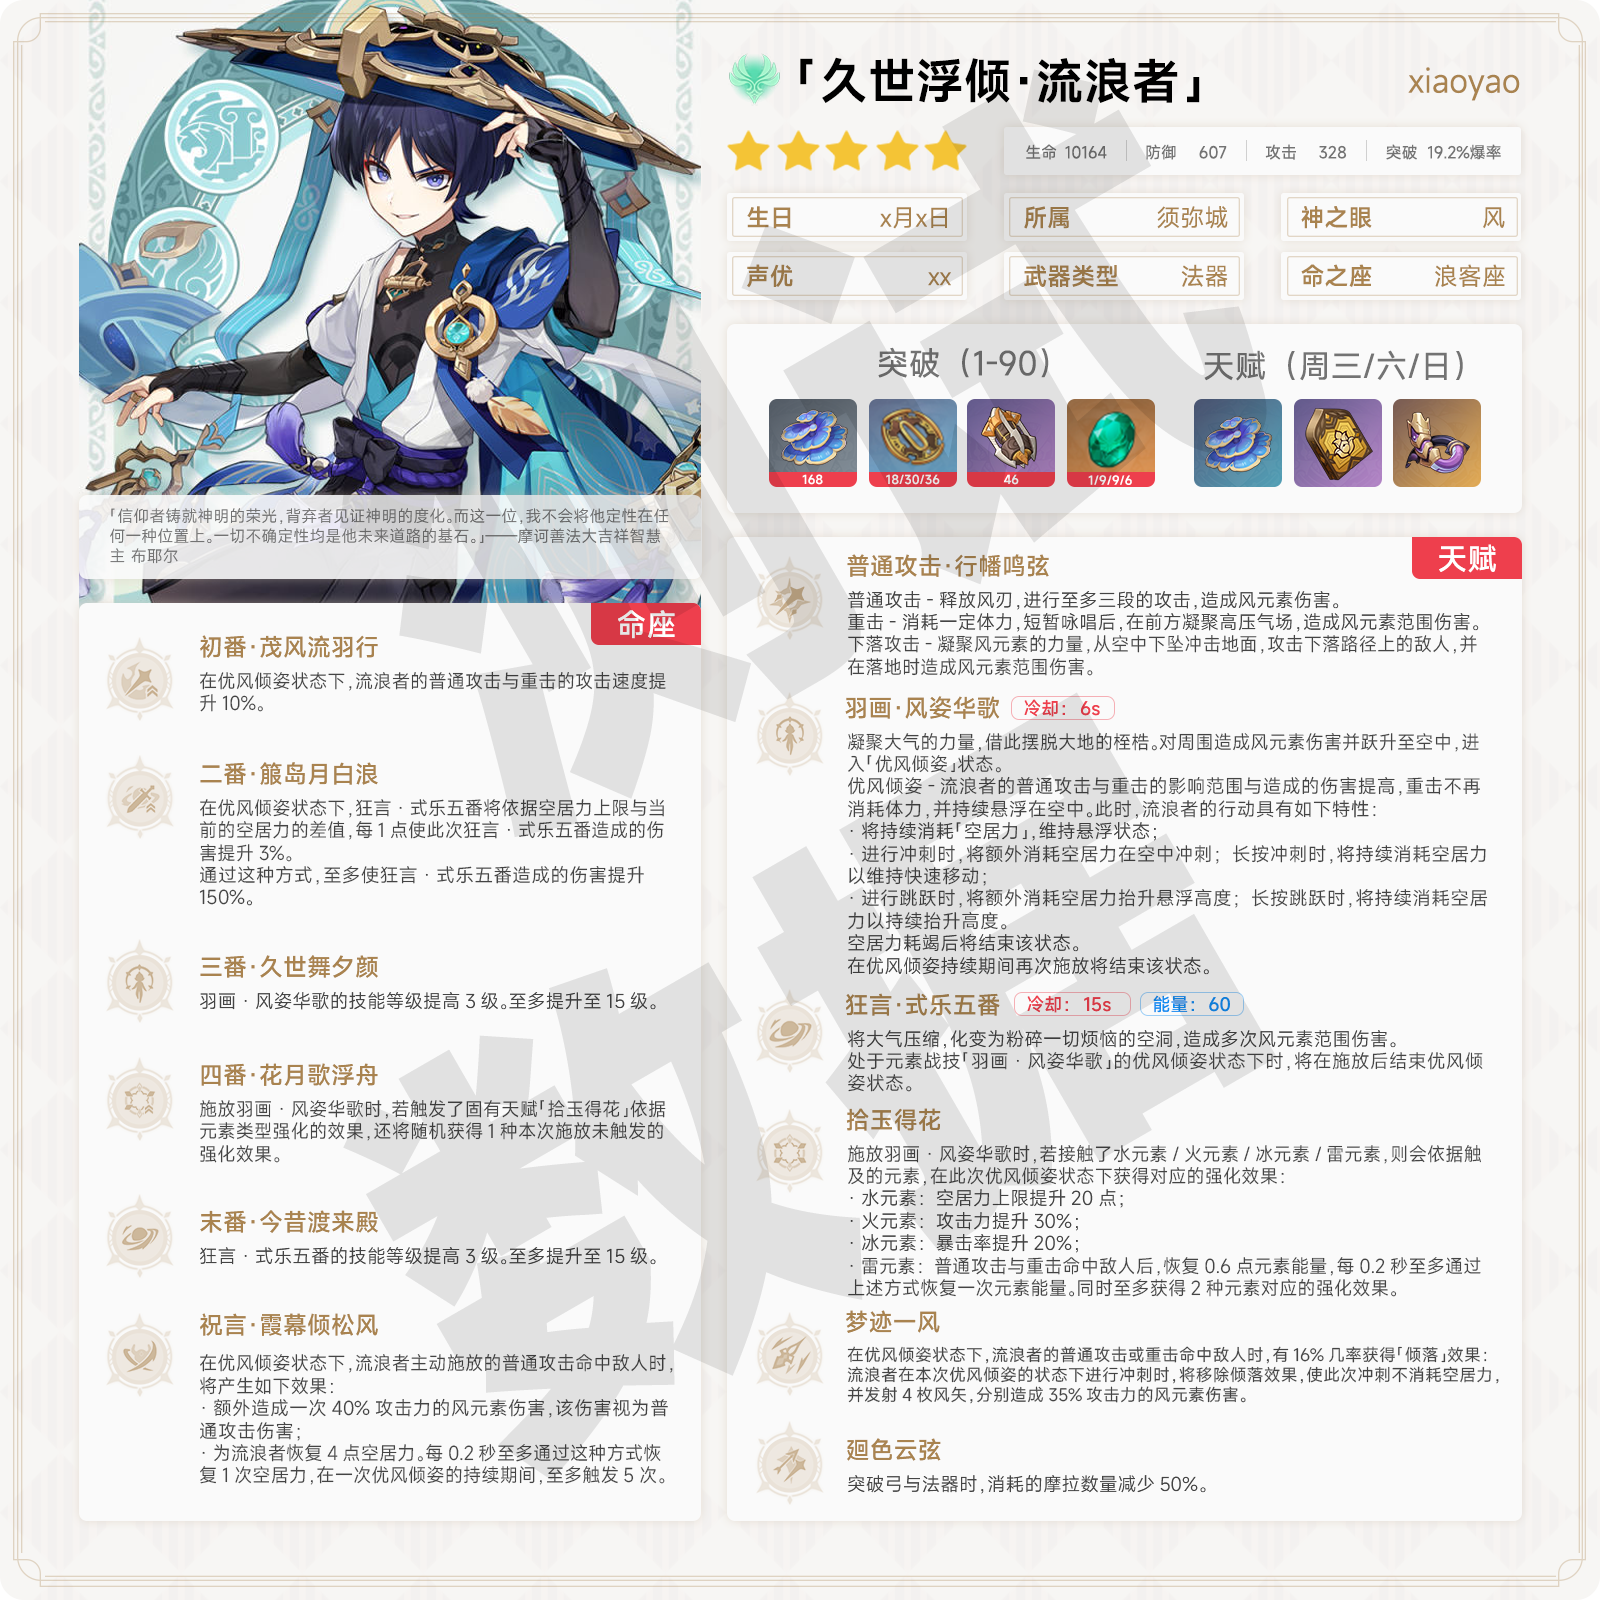 「久世浮倾·流浪者」
xiaoyao
生命 10164 防御 607 攻击 328 突破 19.2%爆率
生日 x月x日 所属 须弥城 神之眼 风
声优 xx 武器类型 法器 命之座 浪客座
突破（1-90） 天赋（周三/六/日）
168 18/30/36 46 1/9/9/6
「信仰者铸就神明的荣光，背弃者见证神明的度化。而这一位，我不会将他定性在任
何一种位置上。一切不确定性均是他未来道路的基石。」——摩诃善法大吉祥智慧
主 布耶尔
命座
初番·茂风流羽行
在优风倾姿状态下，流浪者的普通攻击与重击的攻击速度提
升 10%。
二番·箙岛月白浪
在优风倾姿状态下，狂言 · 式乐五番将依据空居力上限与当
前的空居力的差值，每 1 点使此次狂言 · 式乐五番造成的伤
害提升 3%。
通过这种方式，至多使狂言 · 式乐五番造成的伤害提升
150%。
三番·久世舞夕颜
羽画 · 风姿华歌的技能等级提高 3 级。至多提升至 15 级。
四番·花月歌浮舟
施放羽画 · 风姿华歌时，若触发了固有天赋「拾玉得花」依据
元素类型强化的效果，还将随机获得 1 种本次施放未触发的
强化效果。
末番·今昔渡来殿
狂言 · 式乐五番的技能等级提高 3 级。至多提升至 15 级。
祝言·霞幕倾松风
在优风倾姿状态下，流浪者主动施放的普通攻击命中敌人时，
将产生如下效果：
· 额外造成一次 40% 攻击力的风元素伤害，该伤害视为普
通攻击伤害；
· 为流浪者恢复 4 点空居力。每 0.2 秒至多通过这种方式恢
复 1 次空居力，在一次优风倾姿的持续期间，至多触发 5 次。
天赋
普通攻击·行幡鸣弦
普通攻击 - 释放风刃，进行至多三段的攻击，造成风元素伤害。
重击 - 消耗一定体力，短暂咏唱后，在前方凝聚高压气场，造成风元素范围伤害。
下落攻击 - 凝聚风元素的力量，从空中下坠冲击地面，攻击下落路径上的敌人，并
在落地时造成风元素范围伤害。
羽画·风姿华歌 冷却：6s
凝聚大气的力量，借此摆脱大地的桎梏。对周围造成风元素伤害并跃升至空中，进
入「优风倾姿」状态。
优风倾姿 - 流浪者的普通攻击与重击的影响范围与造成的伤害提高，重击不再
消耗体力，并持续悬浮在空中。此时，流浪者的行动具有如下特性：
· 将持续消耗「空居力」，维持悬浮状态；
· 进行冲刺时，将额外消耗空居力在空中冲刺；长按冲刺时，将持续消耗空居力
以维持快速移动；
· 进行跳跃时，将额外消耗空居力抬升悬浮高度；长按跳跃时，将持续消耗空居
力以持续抬升高度。
空居力耗竭后将结束该状态。
在优风倾姿持续期间再次施放将结束该状态。
狂言·式乐五番 冷却：15s 能量：60
将大气压缩，化变为粉碎一切烦恼的空洞，造成多次风元素范围伤害。
处于元素战技「羽画 · 风姿华歌」的优风倾姿状态下时，将在施放后结束优风倾
姿状态。
拾玉得花
施放羽画 · 风姿华歌时，若接触了水元素 / 火元素 / 冰元素 / 雷元素，则会依据触
及的元素，在此次优风倾姿状态下获得对应的强化效果：
· 水元素：空居力上限提升 20 点；
· 火元素：攻击力提升 30%；
· 冰元素：暴击率提升 20%；
· 雷元素：普通攻击与重击命中敌人后，恢复 0.6 点元素能量，每 0.2 秒至多通过
上述方式恢复一次元素能量。同时至多获得 2 种元素对应的强化效果。
梦迹一风
在优风倾姿状态下，流浪者的普通攻击或重击命中敌人时，有 16% 几率获得「倾落」效果：
流浪者在本次优风倾姿的状态下进行冲刺时，将移除倾落效果，使此次冲刺不消耗空居力，
并发射 4 枚风矢，分别造成 35% 攻击力的风元素伤害。
廻色云弦
突破弓与法器时，消耗的摩拉数量减少 50%。
测试
数据